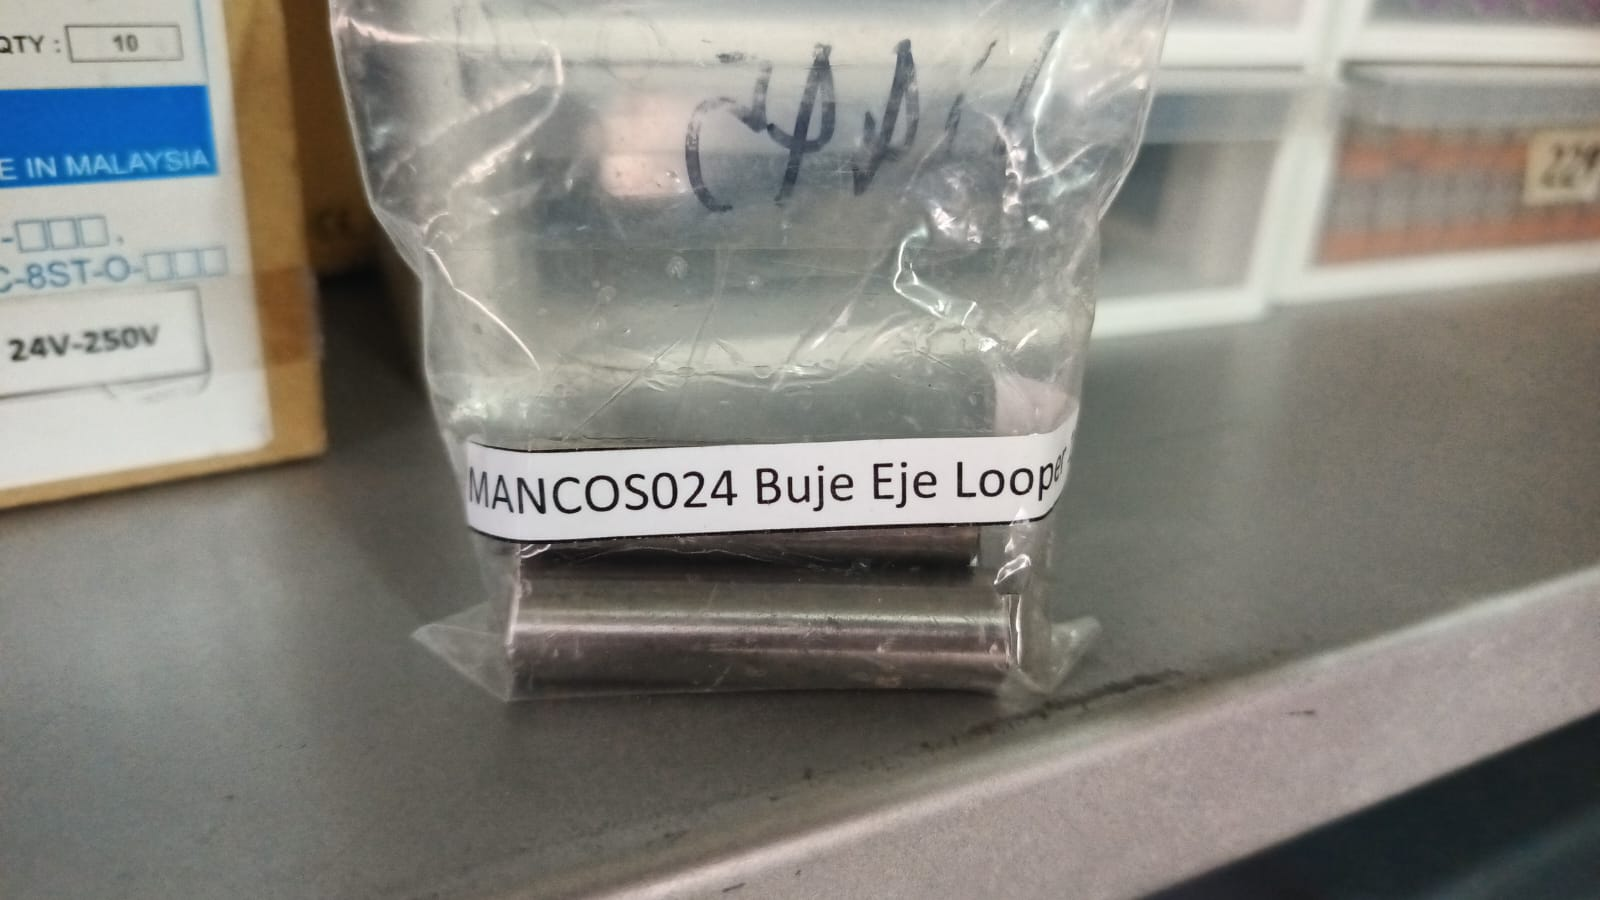 QTY : 10
E IN MALAYSIA
C-8ST-O-
24V-250V
MANCOS024 Buje Eje Looper